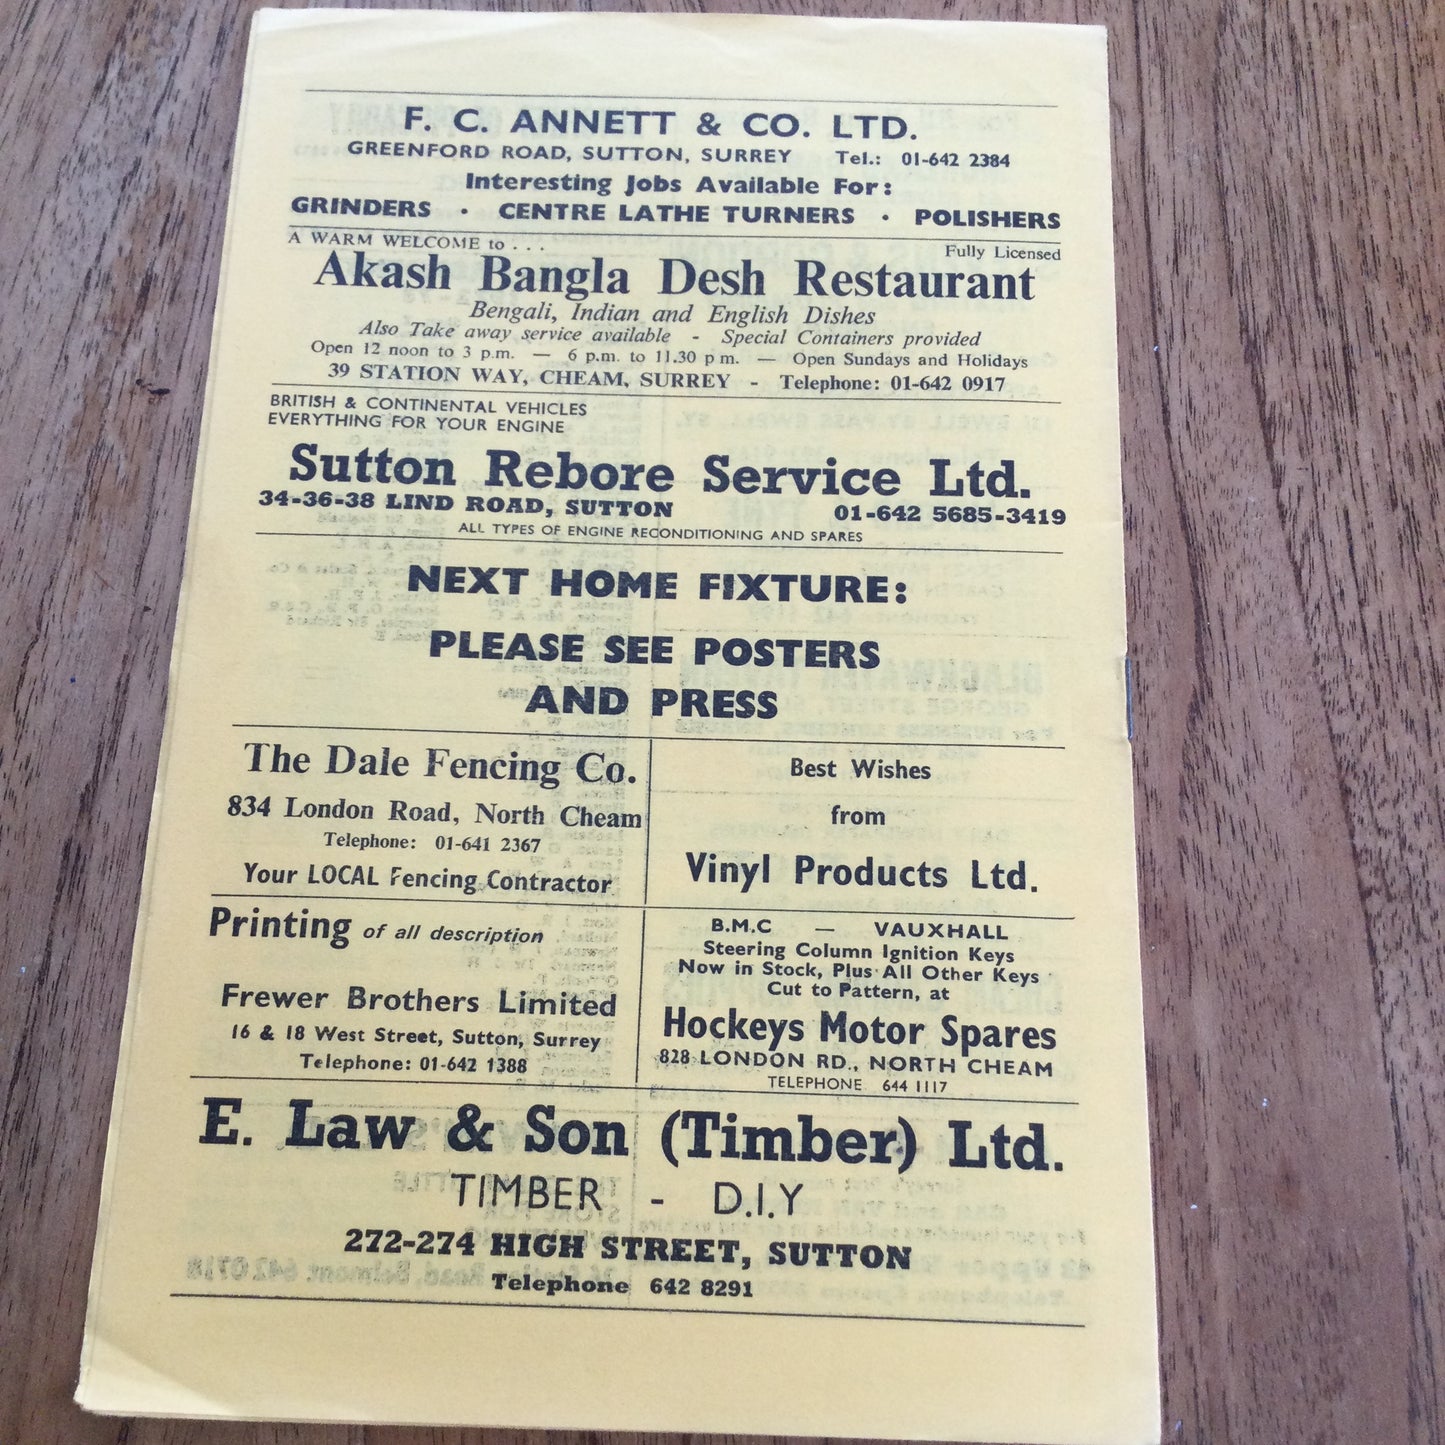 F. C. ANNETT & CO. LTD.
GREENFORD ROAD, SUTTON, SURREY Tel.: 01-642 2384
Interesting Jobs Available For:
GRINDERS · CENTRE LATHE TURNERS · POLISHERS
A WARM WELCOME to . . . Fully Licensed
Akash Bangla Desh Restaurant
Bengali, Indian and English Dishes
Also Take away service available - Special Containers provided
Open 12 noon to 3 p.m. — 6 p.m. to 11.30 p m. — Open Sundays and Holidays
39 STATION WAY, CHEAM, SURREY - Telephone: 01-642 0917
BRITISH & CONTINENTAL VEHICLES
EVERYTHING FOR YOUR ENGINE
Sutton Rebore Service Ltd.
34-36-38 LIND ROAD, SUTTON 01-642 5685-3419
ALL TYPES OF ENGINE RECONDITIONING AND SPARES
NEXT HOME FIXTURE:
PLEASE SEE POSTERS
AND PRESS
The Dale Fencing Co.
834 London Road, North Cheam
Telephone: 01-641 2367
Your LOCAL Fencing Contractor
Best Wishes
from
Vinyl Products Ltd.
Printing of all description
Frewer Brothers Limited
16 & 18 West Street, Sutton, Surrey
Telephone: 01-642 1388
B.M.C — VAUXHALL
Steering Column Ignition Keys
Now in Stock, Plus All Other Keys
Cut to Pattern, at
Hockeys Motor Spares
828 LONDON RD., NORTH CHEAM
TELEPHONE 644 1117
E. Law & Son (Timber) Ltd.
TIMBER - D.I.Y
272-274 HIGH STREET, SUTTON
Telephone 642 8291